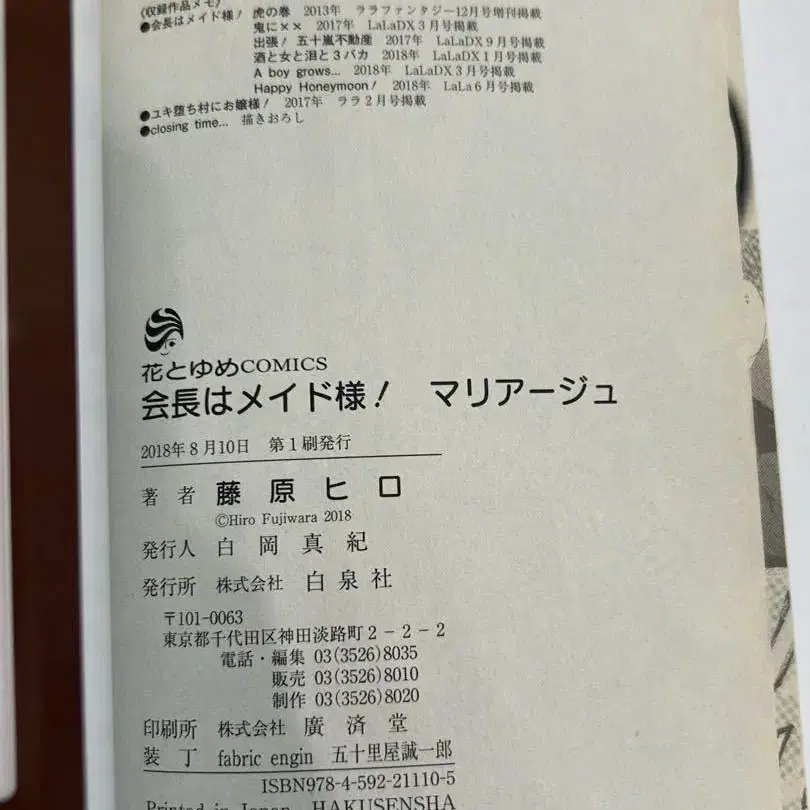 〈収録作品メモ〉
●会長はメイド様! 虎の巻 2013年 ララファンタジー12月号増刊掲載
鬼に×× 2017年 LaLaDX3月号掲載
出張! 五十嵐不動産 2017年 LaLaDX9月号掲載
酒と女と泪と3バカ 2018年 LaLaDX1月号掲載
A boy grows... 2018年 LaLaDX3月号掲載
Happy Honeymoon! 2018年 LaLa6月号掲載
●ユキ堕ち村にお嬢様! 2017年 ララ2月号掲載
●closing time... 描きおろし
花とゆめCOMICS
会長はメイド様! マリアージュ
2018年8月10日 第1刷発行
著者 藤原ヒロ
©Hiro Fujiwara 2018
発行人 白岡真紀
発行所 株式会社 白泉社
〒101-0063
東京都千代田区神田淡路町2-2-2
電話・編集 03(3526)8035
販売 03(3526)8010
制作 03(3526)8020
印刷所 株式会社 廣済堂
装丁 fabric engin 五十里屋誠一郎
ISBN978-4-592-21110-5
Printed in Japan HAKUSENSHA